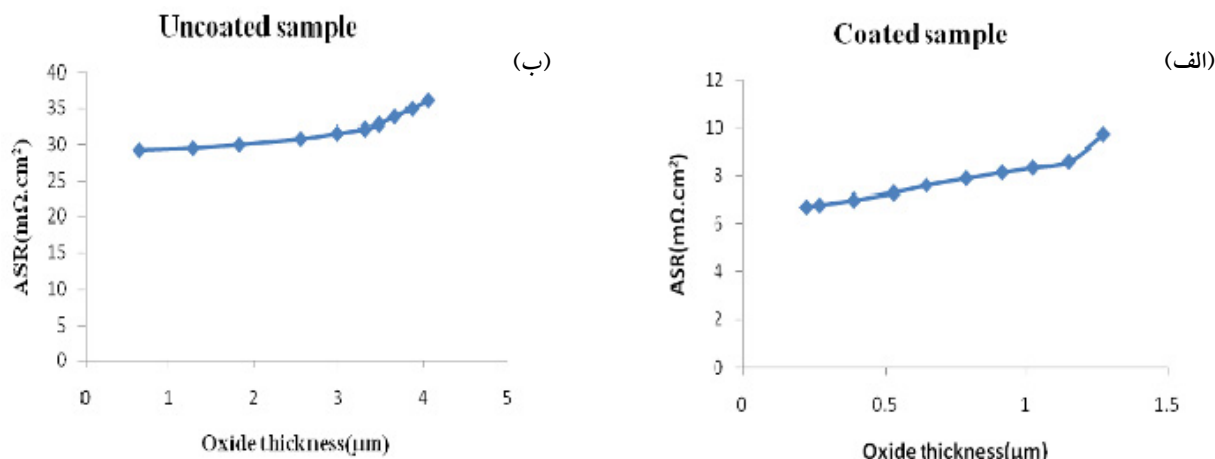 Uncoated sample
(ب)
ASR(mΩ.cm²)
40
35
30
25
20
15
10
5
0
0 1 2 3 4 5
Oxide thickness(μm)
Coated sample
(الف)
ASR(mΩ.cm²)
12
10
8
6
4
2
0
0 0.5 1 1.5
Oxide thickness(μm)